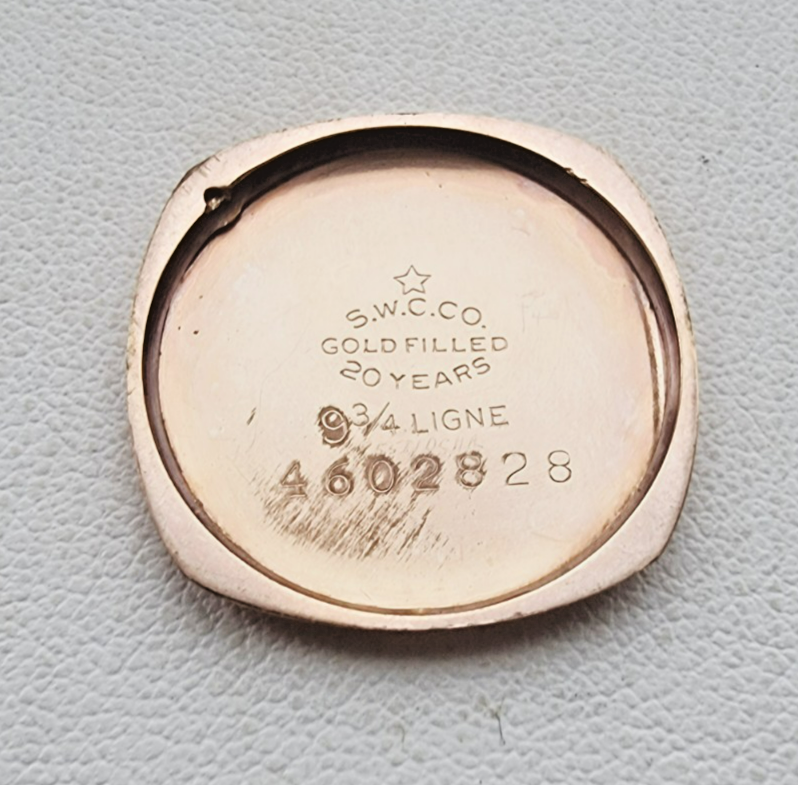 S.W.C.CO.
GOLD FILLED
20 YEARS
9 3/4 LIGNE
4602828